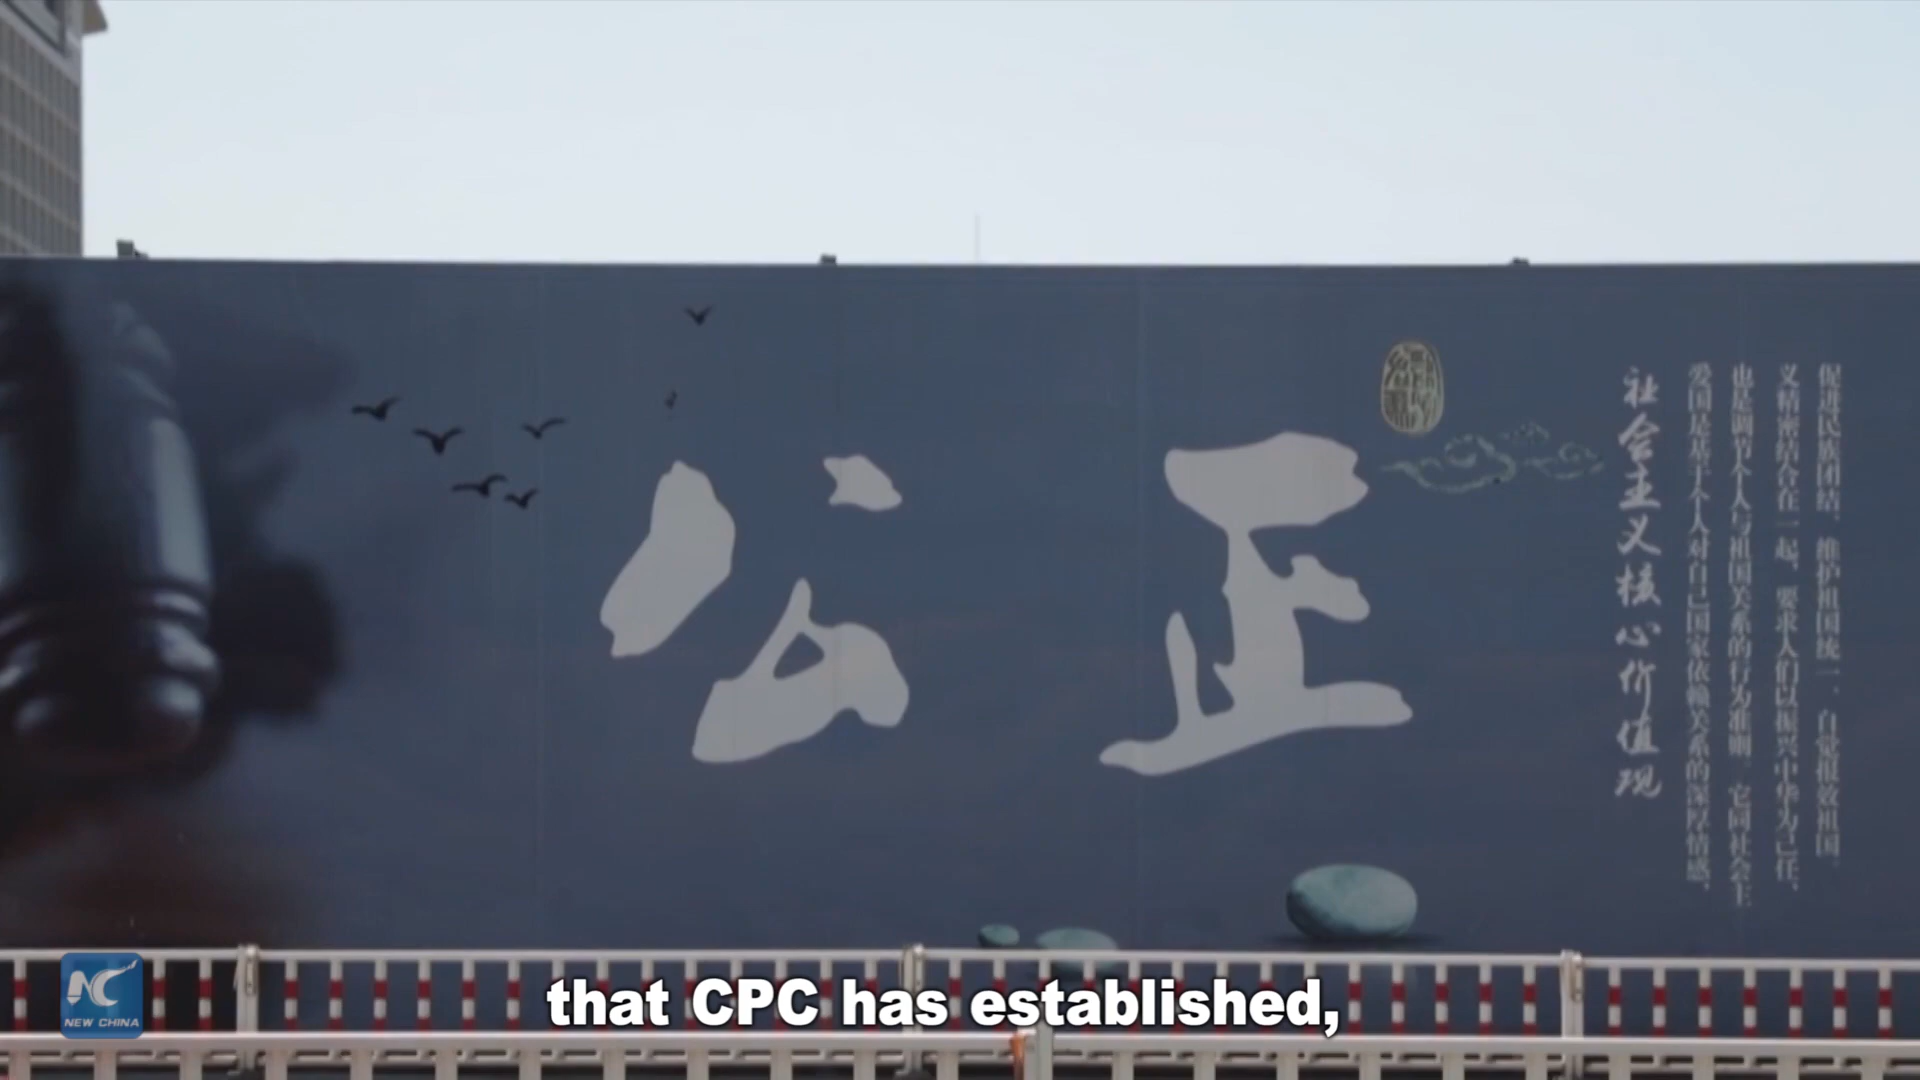 公正
社会主义核心价值观
爱国是基于个人对自己国家依赖关系的深厚情感，
也是调节个人与祖国关系的行为准则。它同社会主
义精密结合在一起，要求人们以振兴中华为己任，
促进民族团结、维护祖国统一、自觉报效祖国。
that CPC has established,
NC
NEW CHINA